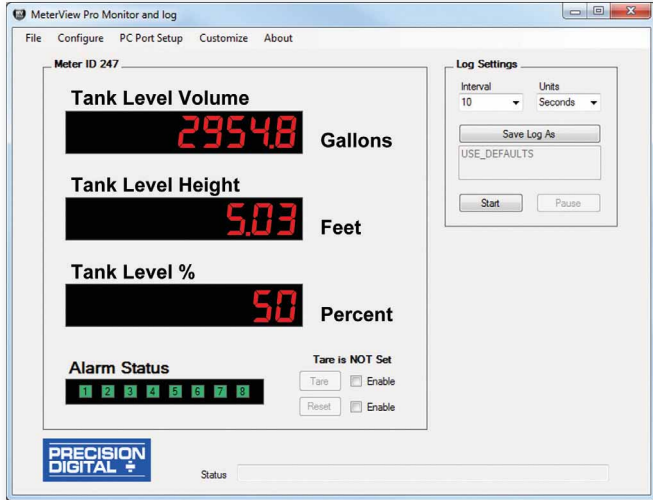 MeterView Pro Monitor and log
File Configure PC Port Setup Customize About
Meter ID 247
Tank Level Volume
2954.8 Gallons
Tank Level Height
5.03 Feet
Tank Level %
50 Percent
Alarm Status
1 2 3 4 5 6 7 8
Tare is NOT Set
Tare Enable
Reset Enable
Log Settings
Interval Units
10 Seconds
Save Log As
USE_DEFAULTS
Start Pause
PRECISION
DIGITAL
Status